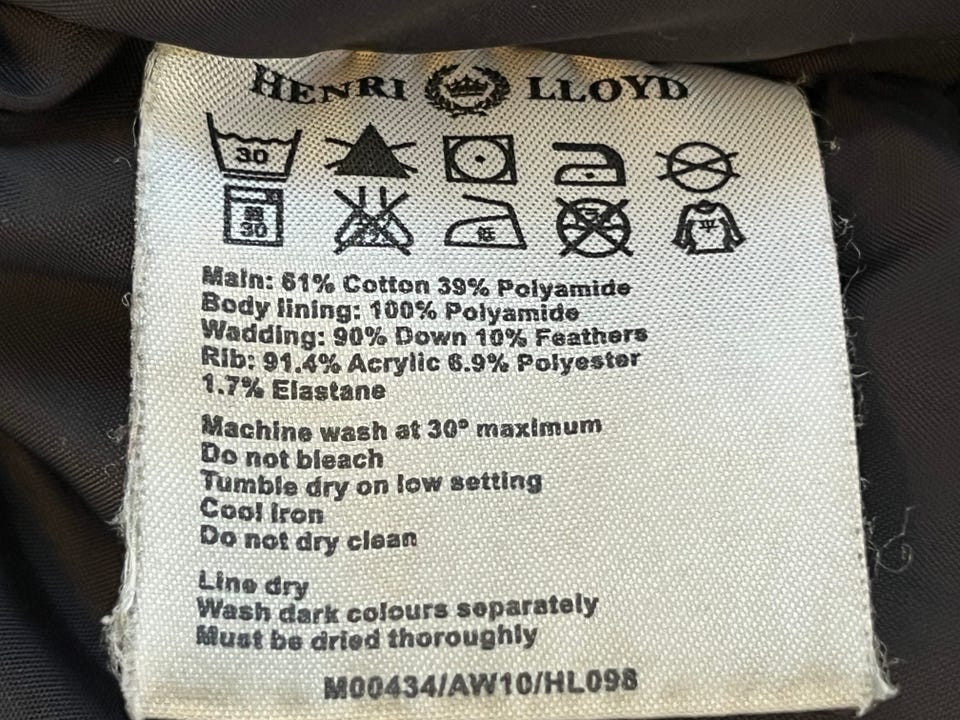 HENRI LLOYD
30
30 低 平
Main: 61% Cotton 39% Polyamide
Body lining: 100% Polyamide
Wadding: 90% Down 10% Feathers
Rib: 91.4% Acrylic 6.9% Polyester
1.7% Elastane
Machine wash at 30° maximum
Do not bleach
Tumble dry on low setting
Cool iron
Do not dry clean
Line dry
Wash dark colours separately
Must be dried thoroughly
M00434/AW10/HL098